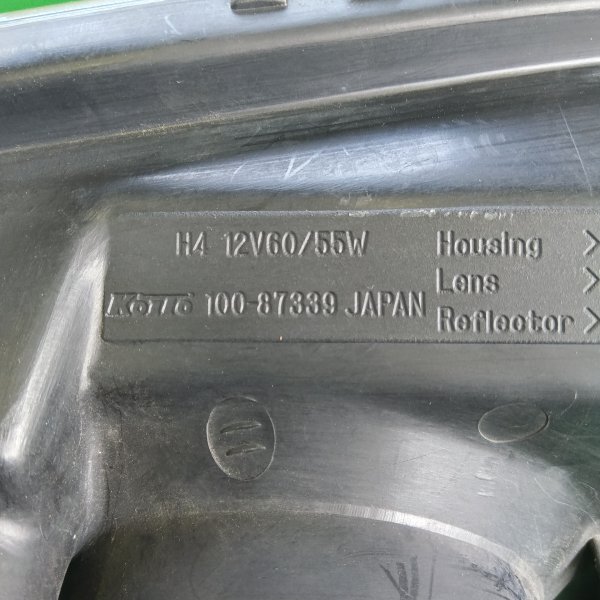 H4 12V60/55W
KOITO 100-87339 JAPAN
Housing >
Lens >
Reflector >